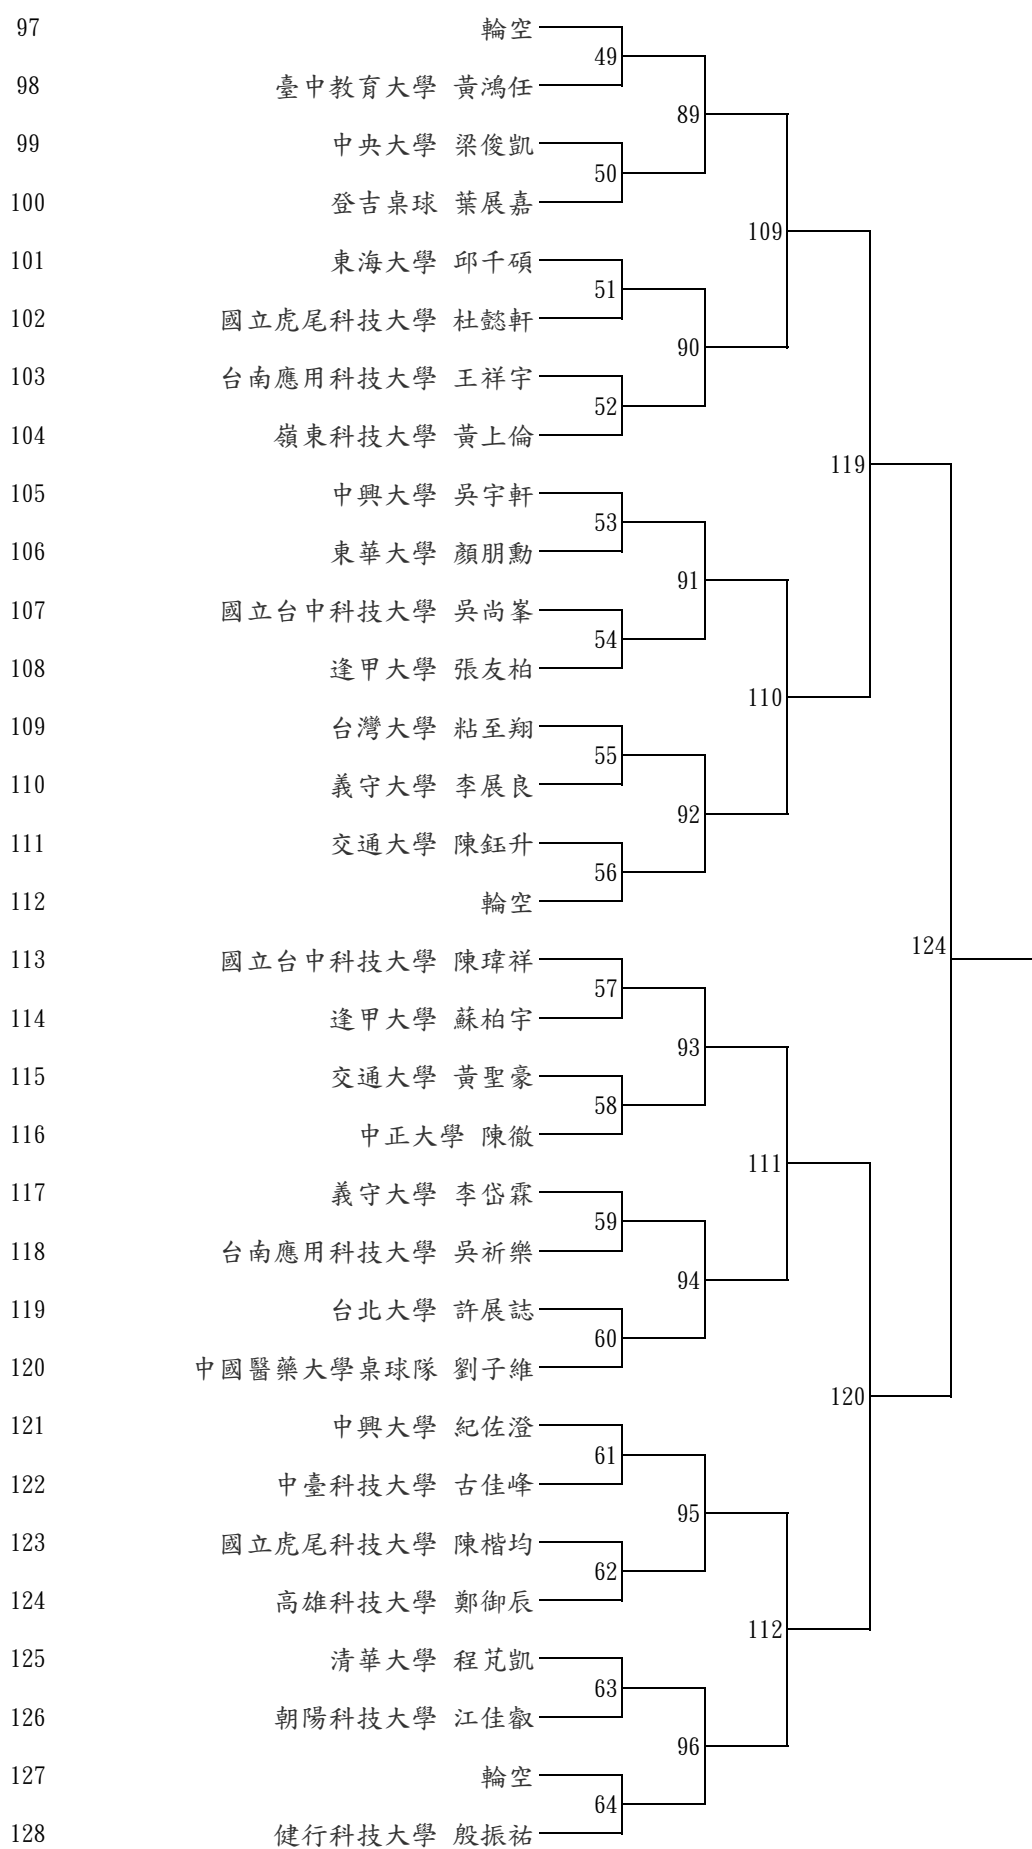 97 輪空
49
98 臺中教育大學 黃鴻任
89
99 中央大學 梁俊凱
50
100 登吉桌球 葉展嘉
109
101 東海大學 邱千碩
51
102 國立虎尾科技大學 杜懿軒
90
103 台南應用科技大學 王祥宇
52
104 嶺東科技大學 黃上倫
119
105 中興大學 吳宇軒
53
106 東華大學 顏朋勳
91
107 國立台中科技大學 吳尚峯
54
108 逢甲大學 張友柏
110
109 台灣大學 粘至翔
55
110 義守大學 李展良
92
111 交通大學 陳鈺升
56
112 輪空
124
113 國立台中科技大學 陳瑋祥
57
114 逢甲大學 蘇柏宇
93
115 交通大學 黃聖豪
58
116 中正大學 陳徹
111
117 義守大學 李岱霖
59
118 台南應用科技大學 吳祈樂
94
119 台北大學 許展誌
60
120 中國醫藥大學桌球隊 劉子維
120
121 中興大學 紀佐澄
61
122 中臺科技大學 古佳峰
95
123 國立虎尾科技大學 陳楷均
62
124 高雄科技大學 鄭御辰
112
125 清華大學 程芃凱
63
126 朝陽科技大學 江佳叡
96
127 輪空
64
128 健行科技大學 殷振祐